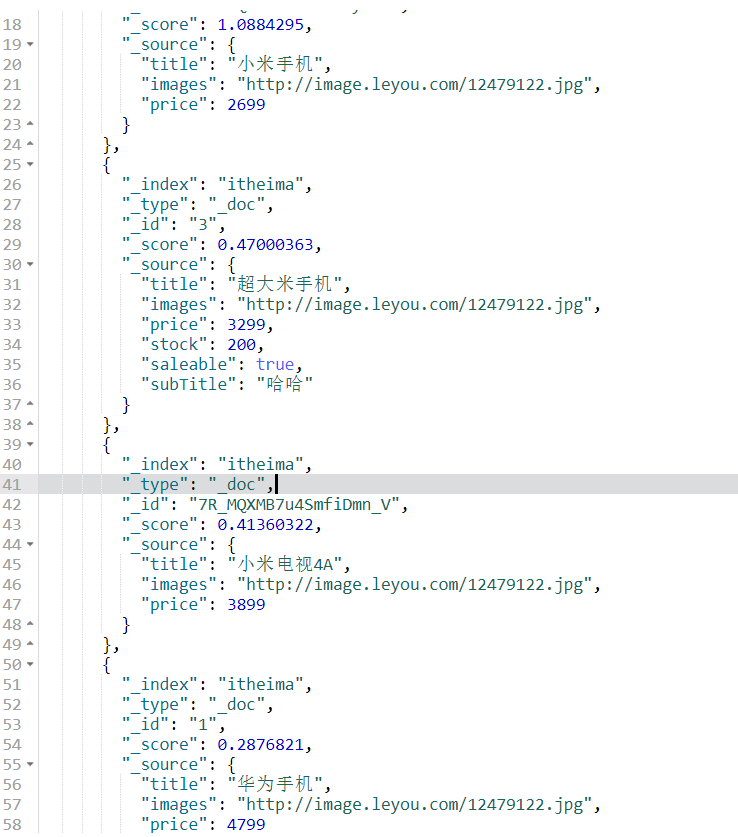 18 "_score": 1.0884295,
19 "_source": {
20 "title": "小米手机",
21 "images": "http://image.leyou.com/12479122.jpg",
22 "price": 2699
23 }
24 },
25 {
26 "_index": "itheima",
27 "_type": "_doc",
28 "_id": "3",
29 "_score": 0.47000363,
30 "_source": {
31 "title": "超大米手机",
32 "images": "http://image.leyou.com/12479122.jpg",
33 "price": 3299,
34 "stock": 200,
35 "saleable": true,
36 "subTitle": "哈哈"
37 }
38 },
39 {
40 "_index": "itheima",
41 "_type": "_doc",
42 "_id": "7R_MQXMB7u4SmfiDmn_V",
43 "_score": 0.41360322,
44 "_source": {
45 "title": "小米电视4A",
46 "images": "http://image.leyou.com/12479122.jpg",
47 "price": 3899
48 }
49 },
50 {
51 "_index": "itheima",
52 "_type": "_doc",
53 "_id": "1",
54 "_score": 0.2876821,
55 "_source": {
56 "title": "华为手机",
57 "images": "http://image.leyou.com/12479122.jpg",
58 "price": 4799